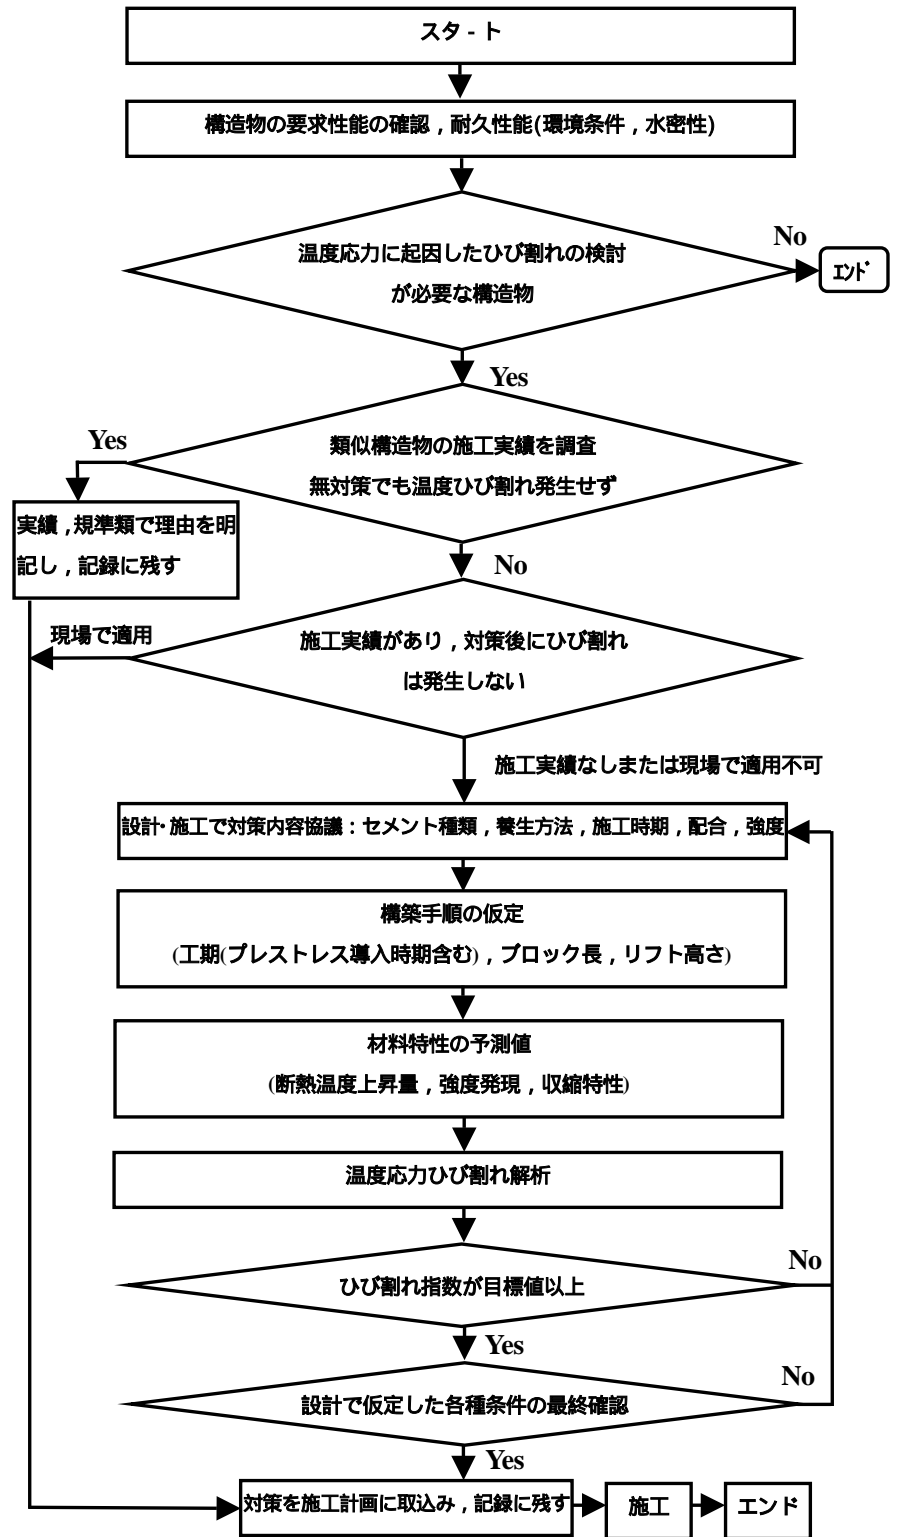 スタ-ト
構造物の要求性能の確認，耐久性能(環境条件，水密性)
温度応力に起因したひび割れの検討
が必要な構造物
No
エンド
Yes
類似構造物の施工実績を調査
無対策でも温度ひび割れ発生せず
Yes
実績，規準類で理由を明
記し，記録に残す
No
施工実績があり，対策後にひび割れ
は発生しない
現場で適用
施工実績なしまたは現場で適用不可
設計・施工で対策内容協議：セメント種類，養生方法，施工時期，配合，強度
構築手順の仮定
(工期(プレストレス導入時期含む)，ブロック長，リフト高さ)
材料特性の予測値
(断熱温度上昇量，強度発現，収縮特性)
温度応力ひび割れ解析
ひび割れ指数が目標値以上
No
Yes
設計で仮定した各種条件の最終確認
No
Yes
対策を施工計画に取込み，記録に残す
施工
エンド